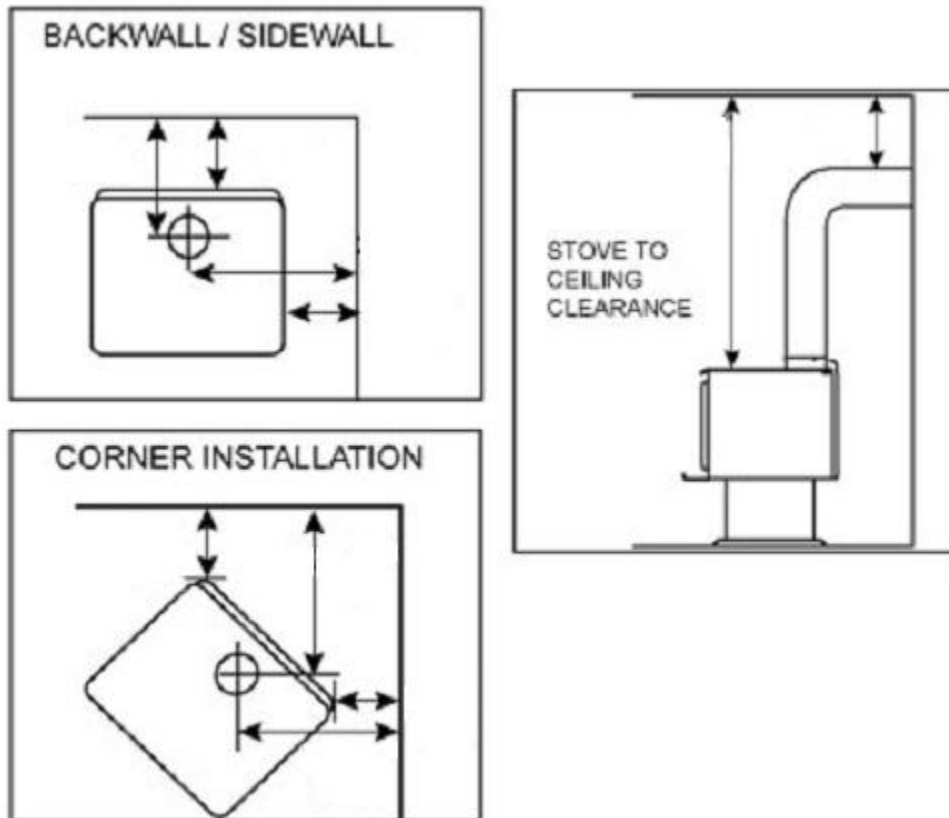 BACKWALL / SIDEWALL
STOVE TO
CEILING
CLEARANCE
CORNER INSTALLATION